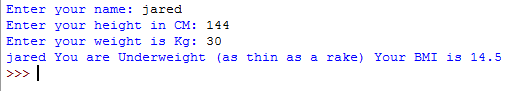 Enter your name: jared
Enter your height in CM: 144
Enter your weight is Kg: 30
jared You are Underweight (as thin as a rake) Your BMI is 14.5
>>>